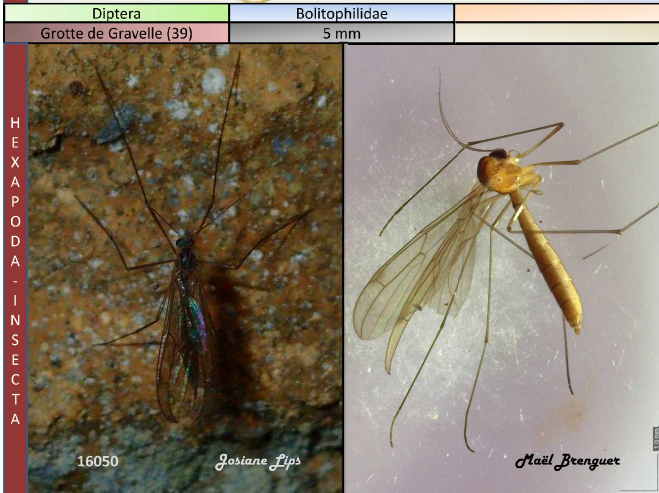 Diptera
Bolitophilidae
Grotte de Gravelle (39)
5 mm
HEXAPODA-INSECTA
16050
Josiane Lips
Maël Brenguer